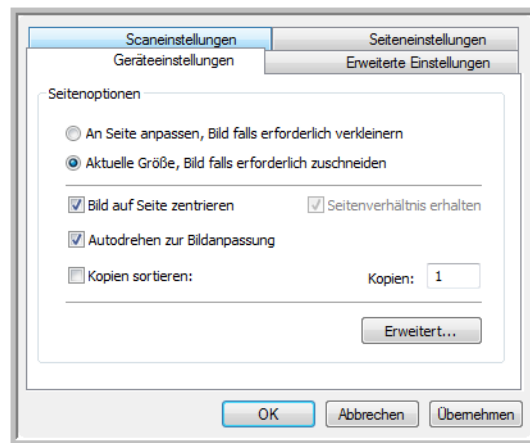 Scaneinstellungen Seiteneinstellungen
Geräteeinstellungen Erweiterte Einstellungen
Seitenoptionen
An Seite anpassen, Bild falls erforderlich verkleinern
Aktuelle Größe, Bild falls erforderlich zuschneiden
Bild auf Seite zentrieren Seitenverhältnis erhalten
Autodrehen zur Bildanpassung
Kopien sortieren: Kopien: 1
Erweitert...
OK Abbrechen Übernehmen